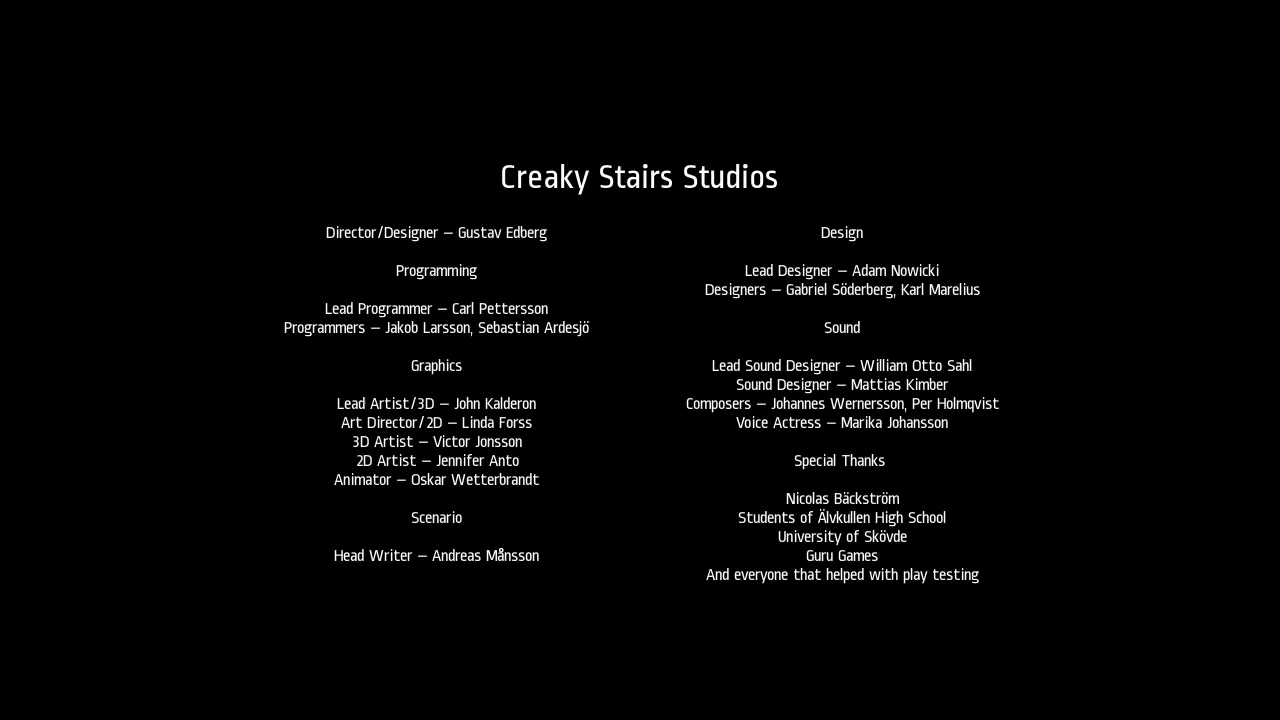 Creaky Stairs Studios
Director/Designer – Gustav Edberg
Programming
Lead Programmer – Carl Pettersson
Programmers – Jakob Larsson, Sebastian Ardesjö
Graphics
Lead Artist/3D – John Kalderon
Art Director/2D – Linda Forss
3D Artist – Victor Jonsson
2D Artist – Jennifer Anto
Animator – Oskar Wetterbrandt
Scenario
Head Writer – Andreas Månsson
Design
Lead Designer – Adam Nowicki
Designers – Gabriel Söderberg, Karl Marelius
Sound
Lead Sound Designer – William Otto Sahl
Sound Designer – Mattias Kimber
Composers – Johannes Wernersson, Per Holmqvist
Voice Actress – Marika Johansson
Special Thanks
Nicolas Bäckström
Students of Älvkullen High School
University of Skövde
Guru Games
And everyone that helped with play testing